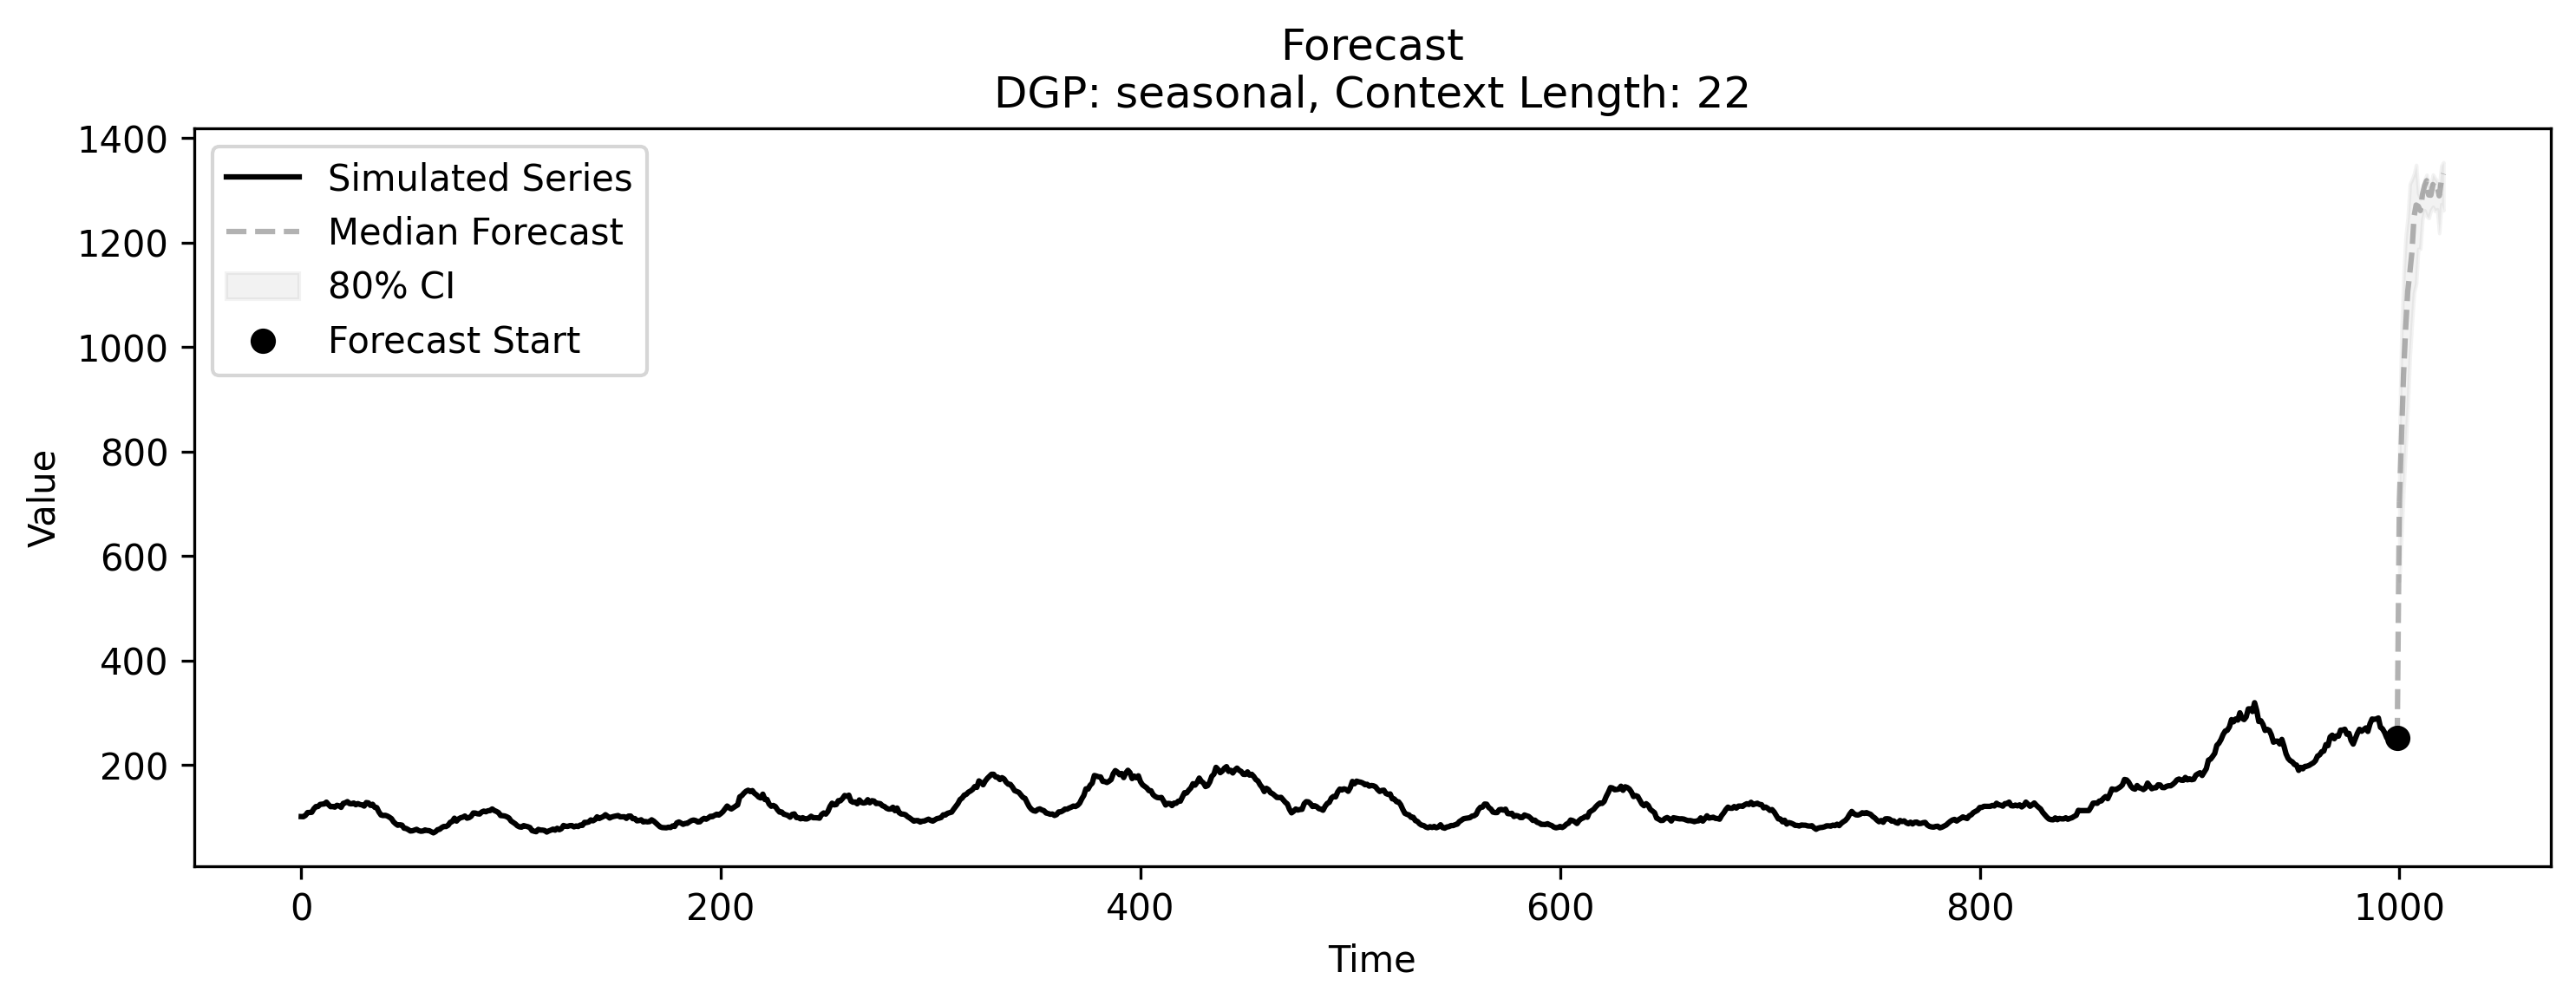 Forecast
DGP: seasonal, Context Length: 22
1400
1200
1000
800
600
400
200
Value
Simulated Series
Median Forecast
80% CI
Forecast Start
0
200
400
600
800
1000
Time